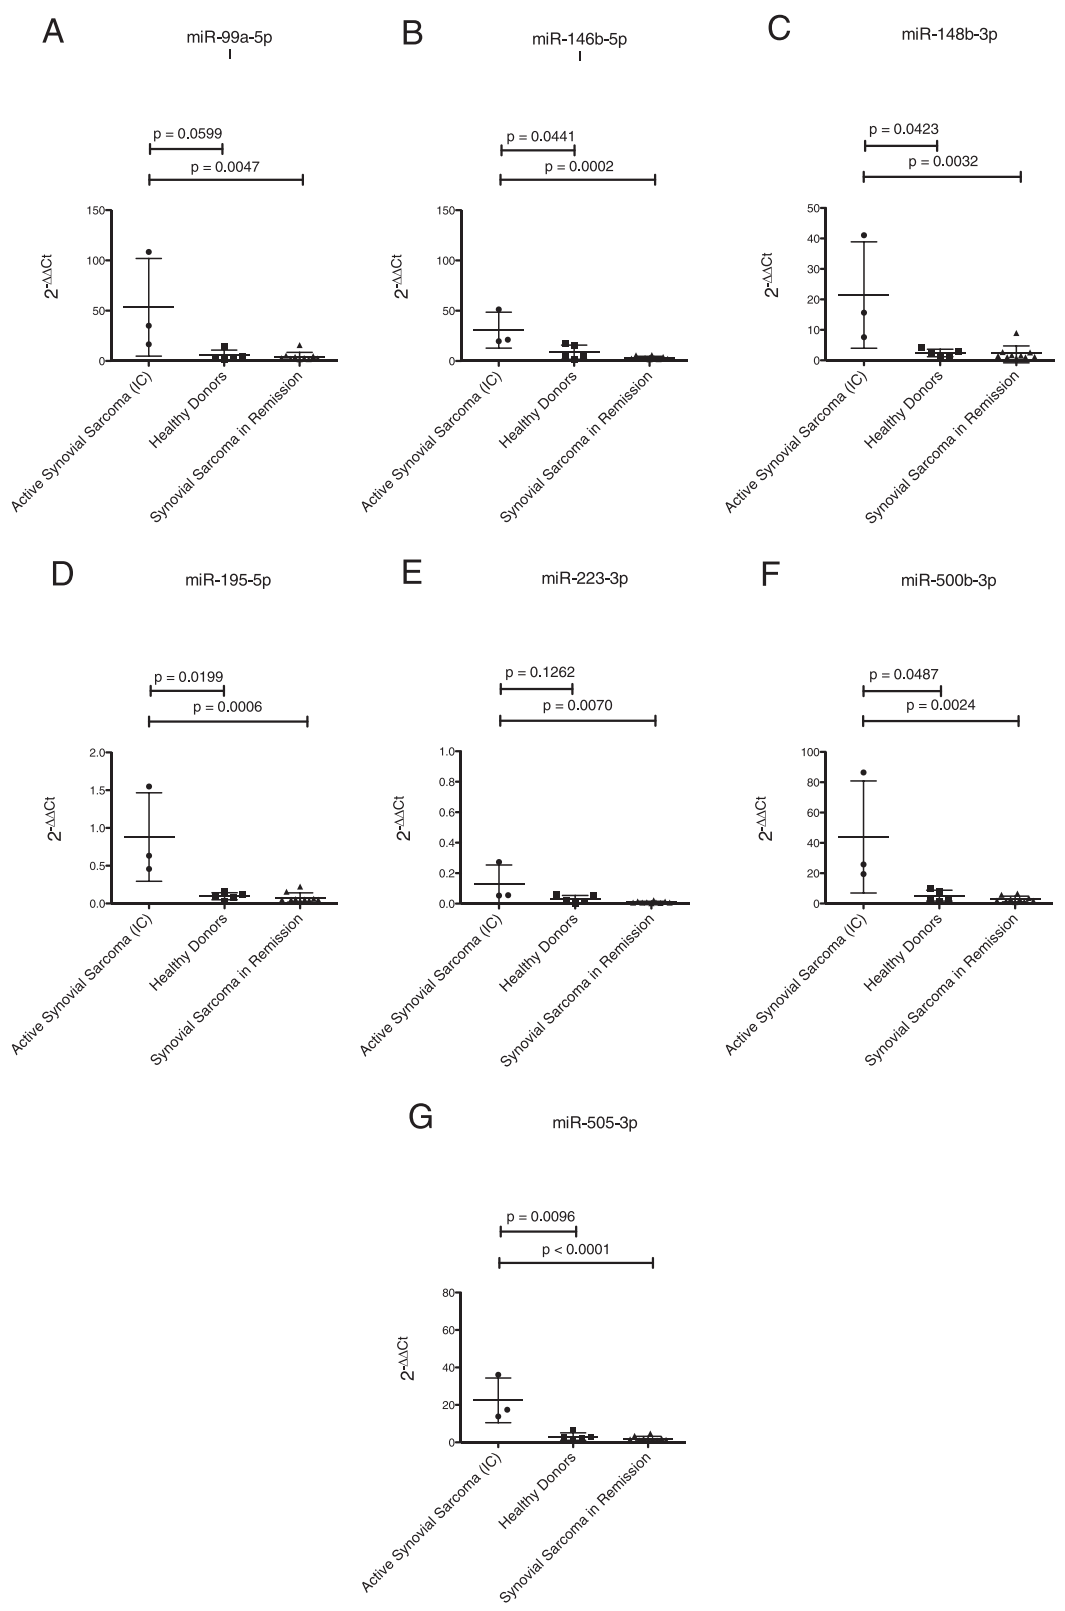 A
miR-99a-5p
p = 0.0599
p = 0.0047
150
100
50
0
2-ΔΔCt
Active Synovial Sarcoma (IC)
Healthy Donors
Synovial Sarcoma in Remission
B
miR-146b-5p
p = 0.0441
p = 0.0002
150
100
50
0
2-ΔΔCt
Active Synovial Sarcoma (IC)
Healthy Donors
Synovial Sarcoma in Remission
C
miR-148b-3p
p = 0.0423
p = 0.0032
50
40
30
20
10
0
2-ΔΔCt
Active Synovial Sarcoma (IC)
Healthy Donors
Synovial Sarcoma in Remission
D
miR-195-5p
p = 0.0199
p = 0.0006
2.0
1.5
1.0
0.5
0.0
2-ΔΔCt
Active Synovial Sarcoma (IC)
Healthy Donors
Synovial Sarcoma in Remission
E
miR-223-3p
p = 0.1262
p = 0.0070
1.0
0.8
0.6
0.4
0.2
0.0
2-ΔΔCt
Active Synovial Sarcoma (IC)
Healthy Donors
Synovial Sarcoma in Remission
F
miR-500b-3p
p = 0.0487
p = 0.0024
100
80
60
40
20
0
2-ΔΔCt
Active Synovial Sarcoma (IC)
Healthy Donors
Synovial Sarcoma in Remission
G
miR-505-3p
p = 0.0096
p < 0.0001
80
60
40
20
0
2-ΔΔCt
Active Synovial Sarcoma (IC)
Healthy Donors
Synovial Sarcoma in Remission